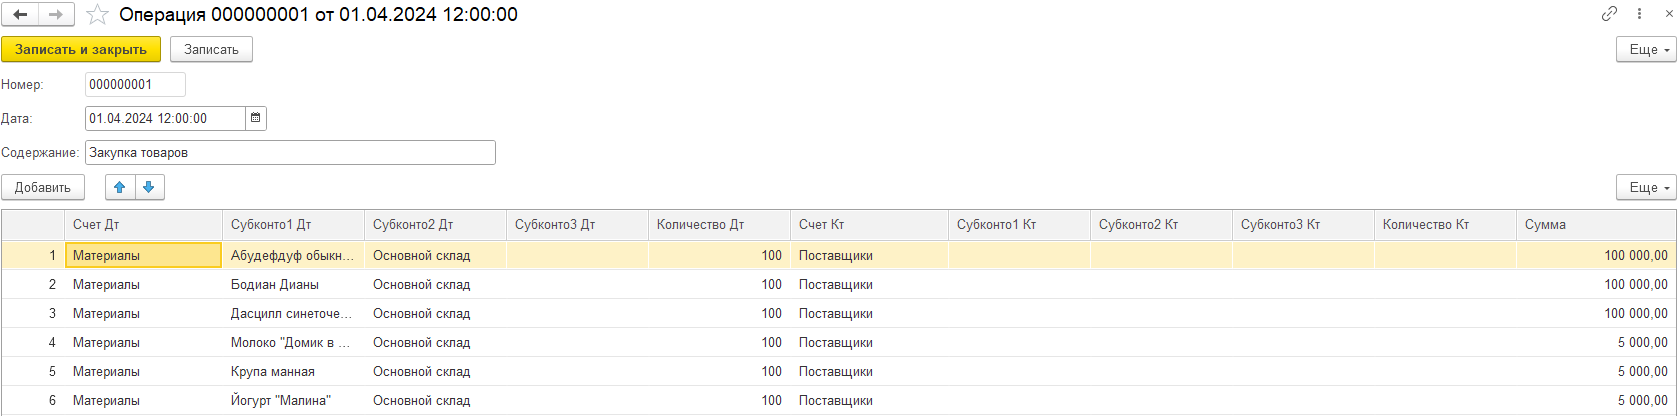 Операция 000000001 от 01.04.2024 12:00:00
Записать и закрыть Записать Еще
Номер: 000000001
Дата: 01.04.2024 12:00:00
Содержание: Закупка товаров
Добавить Еще
Счет Дт Субконто1 Дт Субконто2 Дт Субконто3 Дт Количество Дт Счет Кт Субконто1 Кт Субконто2 Кт Субконто3 Кт Количество Кт Сумма
1 Материалы Абудефдуф обыкн... Основной склад 100 Поставщики 100 000,00
2 Материалы Бодиан Дианы Основной склад 100 Поставщики 100 000,00
3 Материалы Дасцилл синеточе... Основной склад 100 Поставщики 100 000,00
4 Материалы Молоко "Домик в ... Основной склад 100 Поставщики 5 000,00
5 Материалы Крупа манная Основной склад 100 Поставщики 5 000,00
6 Материалы Йогурт "Малина" Основной склад 100 Поставщики 5 000,00